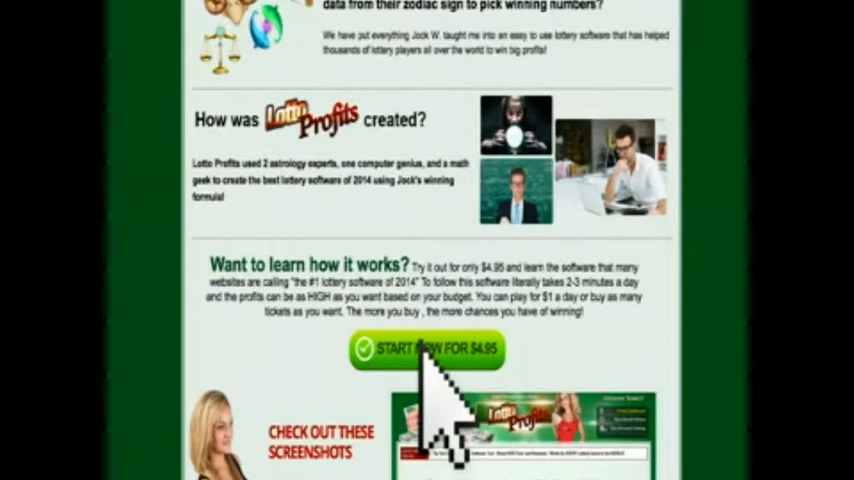 data from their zodiac sign to pick winning numbers?
We have put everything Jock W. taught me into an easy to use lottery software that has helped
thousands of lottery players all over the world to win big profits!
How was Lotto Profits created?
Lotto Profits used 2 astrology experts, one computer genius, and a math
geek to create the best lottery software of 2014 using Jock's winning
formula!
Want to learn how it works? Try it out for only $4.95 and learn the software that many
websites are calling "the #1 lottery software of 2014" To follow this software literally takes 2-3 minutes a day
and the profits can be as HIGH as you want based on your budget. You can play for $1 a day or buy as many
tickets as you want. The more you buy , the more chances you have of winning!
START NOW FOR $4.95
CHECK OUT THESE
SCREENSHOTS
Lotto Profits